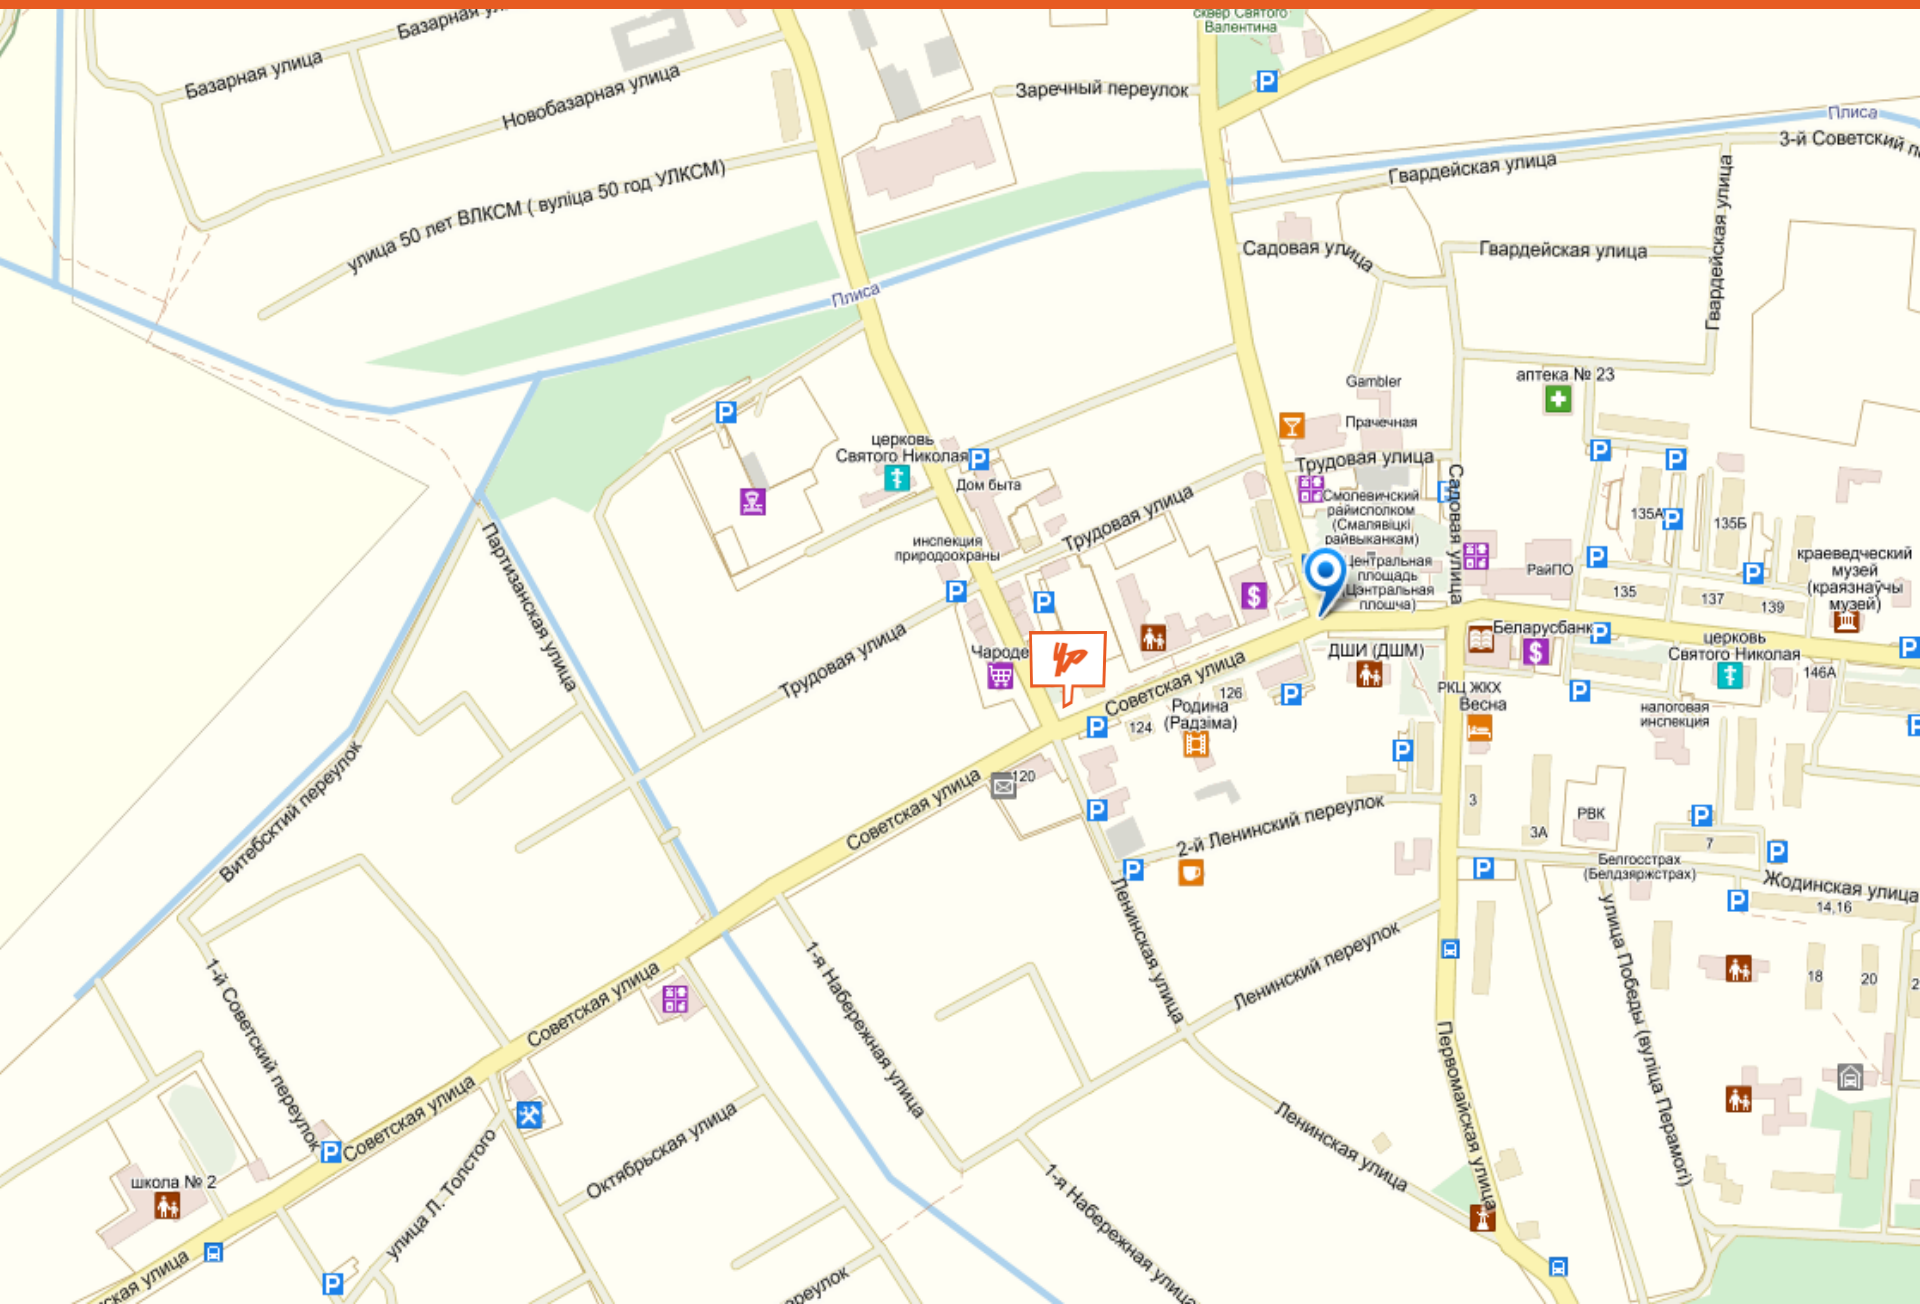 сквер Святого
Валентина
Базарная
Базарная улица
Новобазарная улица
Заречный переулок
Плиса
3-й Советский
Гвардейская улица
улица 50 лет ВЛКСМ ( вуліца 50 год УЛКСМ)
Садовая улица
Гвардейская улица
Гвардейская улица
Плиса
Gambler
аптека № 23
Прачечная
церковь
Святого Николая
Дом быта
Трудовая улица
Садовая улица
Смолевичский
райисполком
(Смалявіцкі
райвыканкам)
Трудовая улица
135А
135Б
инспекция
природоохраны
Центральная
площадь
(Цэнтральная
плошча)
РайПО
краеведческий
музей
(краязнаўчы
музей)
135
137
139
Партизанская улица
Трудовая улица
Чароде
Советская улица
ДШИ (ДШМ)
Беларусбанк
церковь
Святого Николая
146А
126
124
Родина
(Радзіма)
РКЦ ЖКХ
Весна
налоговая
инспекция
120
Советская улица
Витебсктий переулок
2-й Ленинский переулок
3
3А
РВК
7
Белгосстрах
(Белдзяржстрах)
Жодинская улица
14,16
Ленинская улица
Ленинский переулок
улица Победы (вуліца Перамогі)
18
20
2
1-я Набережная улица
1-й Советский переулок
Советская улица
Первомайская улица
Советская улица
Октябрьская улица
Ленинская улица
школа № 2
улица Л. Толстого
1-я Набережная улица
ская улица
ереулок